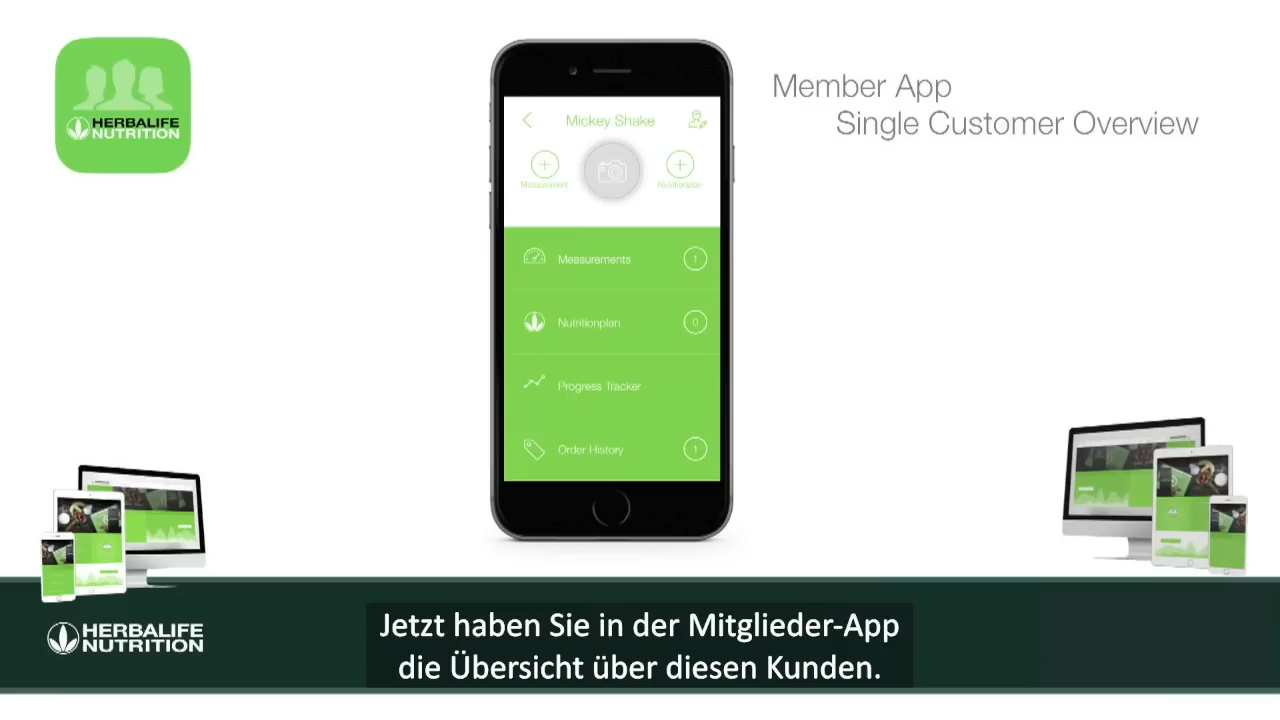 HERBALIFE
NUTRITION
Member App
Single Customer Overview
Mickey Shake
Measurement
Nutritionplan
Measurements
1
Nutritionplan
0
Progress Tracker
Order History
1
HERBALIFE
NUTRITION
Jetzt haben Sie in der Mitglieder-App
die Übersicht über diesen Kunden.